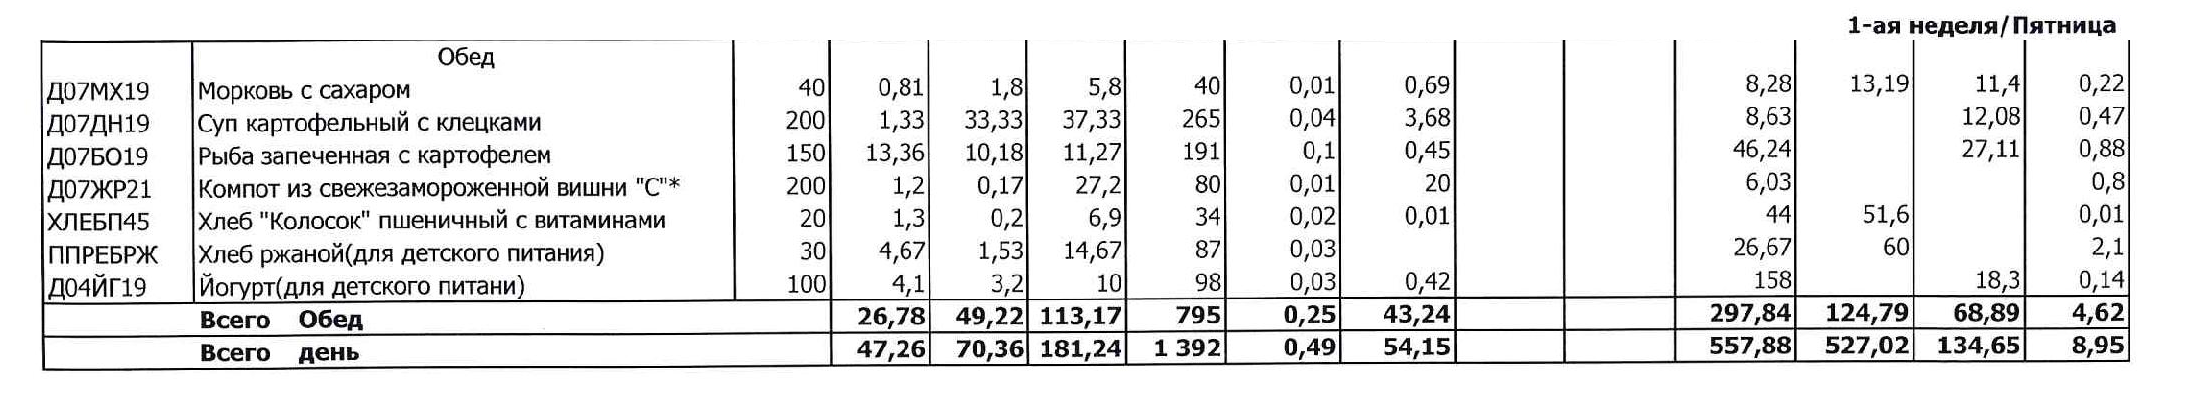 1-ая неделя/Пятница
Обед
Д07МХ19 Морковь с сахаром 40 0,81 1,8 5,8 40 0,01 0,69 8,28 13,19 11,4 0,22
Д07ДН19 Суп картофельный с клецками 200 1,33 33,33 37,33 265 0,04 3,68 8,63 12,08 0,47
Д07БО19 Рыба запеченная с картофелем 150 13,36 10,18 11,27 191 0,1 0,45 46,24 27,11 0,88
Д07ЖР21 Компот из свежезамороженной вишни "С"* 200 1,2 0,17 27,2 80 0,01 20 6,03 0,8
ХЛЕБП45 Хлеб "Колосок" пшеничный с витаминами 20 1,3 0,2 6,9 34 0,02 0,01 44 51,6 0,01
ППРЕБРЖ Хлеб ржаной(для детского питания) 30 4,67 1,53 14,67 87 0,03 26,67 60 2,1
Д04ЙГ19 Йогурт(для детского питани) 100 4,1 3,2 10 98 0,03 0,42 158 18,3 0,14
Всего Обед 26,78 49,22 113,17 795 0,25 43,24 297,84 124,79 68,89 4,62
Всего день 47,26 70,36 181,24 1 392 0,49 54,15 557,88 527,02 134,65 8,95